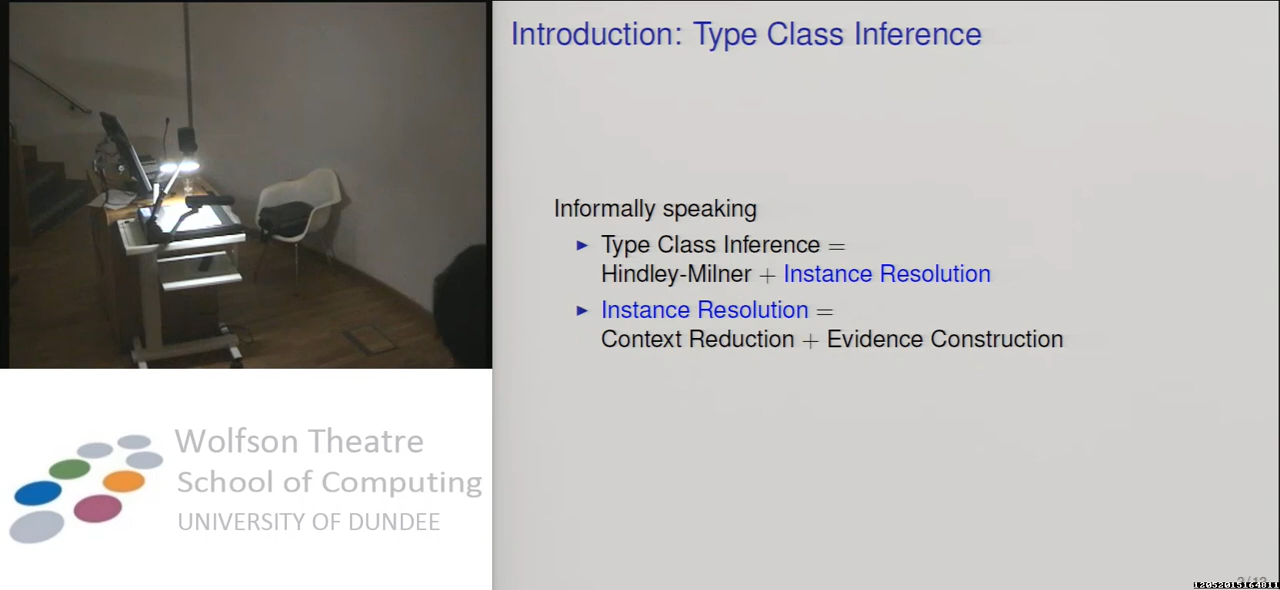 Introduction: Type Class Inference
Informally speaking
Type Class Inference =
Hindley-Milner + Instance Resolution
Instance Resolution =
Context Reduction + Evidence Construction
Wolfson Theatre
School of Computing
UNIVERSITY OF DUNDEE